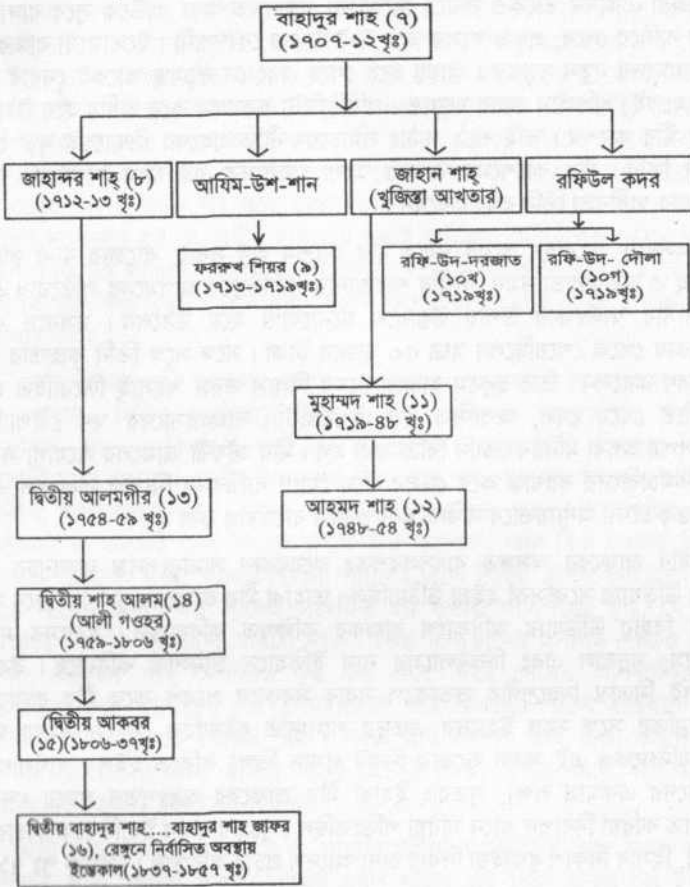 বাহাদুর শাহ (৭)
(১৭০৭-১২খৃঃ)
জাহান্দর শাহ্ (৮)
(১৭১২-১৩ খৃঃ)
আযিম-উশ-শান
জাহান শাহ্
(খুজিস্তা আখতার)
রফিউল কদর
ফররুখ শিয়র (৯)
(১৭১৩-১৭১৯খৃঃ)
রফি-উদ-দরজাত
(১০খ)
(১৭১৯খৃঃ)
রফি-উদ- দৌলা
(১০গ)
(১৭১৯খৃঃ)
মুহাম্মদ শাহ (১১)
(১৭১৯-৪৮ খৃঃ)
আহমদ শাহ (১২)
(১৭৪৮-৫৪ খৃঃ)
দ্বিতীয় আলমগীর (১৩)
(১৭৫৪-৫৯ খৃঃ)
দ্বিতীয় শাহ আলম(১৪)
(আলী গওহর)
(১৭৫৯-১৮০৬ খৃঃ)
(দ্বিতীয় আকবর
(১৫)(১৮০৬-৩৭খৃঃ)
দ্বিতীয় বাহাদুর শাহ....বাহাদুর শাহ জাফর
(১৬), রেঙ্গুনে নির্বাসিত অবস্থায়
ইন্তেকাল(১৮৩৭-১৮৫৭ খৃঃ)